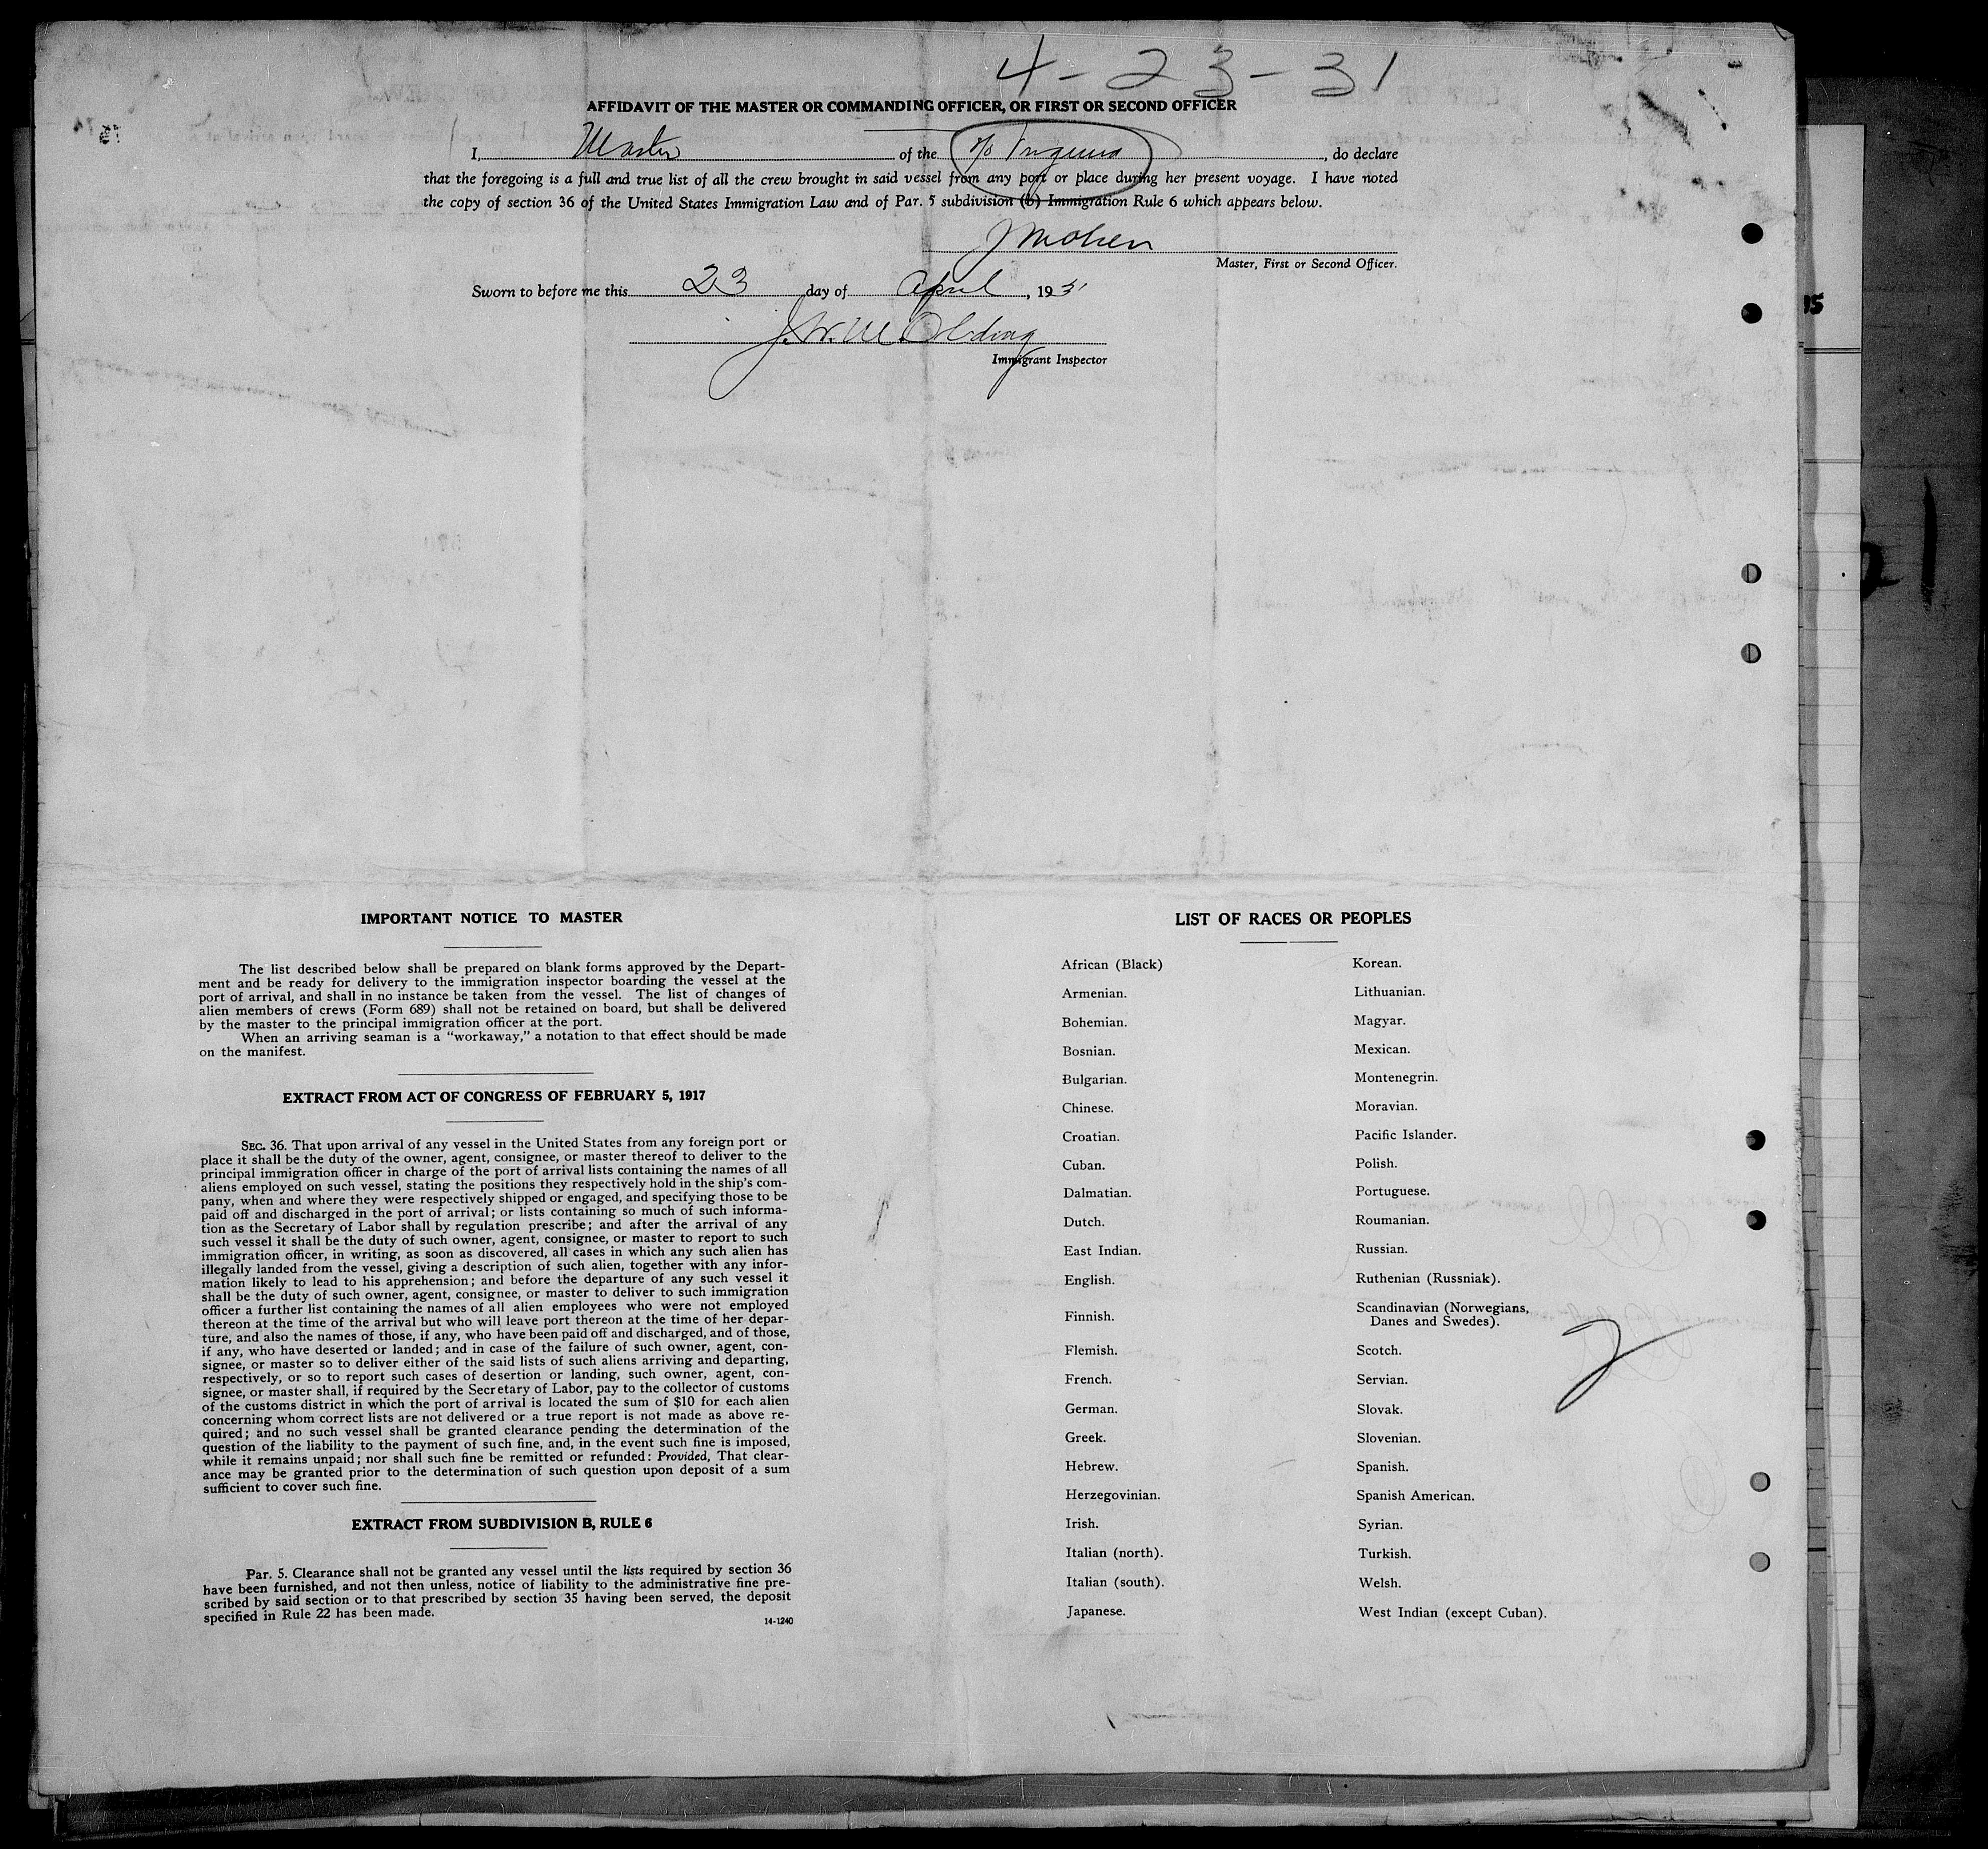 4-23-31
AFFIDAVIT OF THE MASTER OR COMMANDING OFFICER, OR FIRST OR SECOND OFFICER
I, Master of the , do declare
that the foregoing is a full and true list of all the crew brought in said vessel from any port or place during her present voyage. I have noted
the copy of section 36 of the United States Immigration Law and of Par. 5 subdivision (b) Immigration Rule 6 which appears below.
Master, First or Second Officer.
Sworn to before me this 23 day of April, 1931
Immigrant Inspector
IMPORTANT NOTICE TO MASTER
The list described below shall be prepared on blank forms approved by the Depart-
ment and be ready for delivery to the immigration inspector boarding the vessel at the
port of arrival, and shall in no instance be taken from the vessel. The list of changes of
alien members of crews (Form 689) shall not be retained on board, but shall be delivered
by the master to the principal immigration officer at the port.
When an arriving seaman is a “workaway,” a notation to that effect should be made
on the manifest.
EXTRACT FROM ACT OF CONGRESS OF FEBRUARY 5, 1917
SEC. 36. That upon arrival of any vessel in the United States from any foreign port or
place it shall be the duty of the owner, agent, consignee, or master thereof to deliver to the
principal immigration officer in charge of the port of arrival lists containing the names of all
aliens employed on such vessel, stating the positions they respectively hold in the ship's com-
pany, when and where they were respectively shipped or engaged, and specifying those to be
paid off and discharged in the port of arrival; or lists containing so much of such informa-
tion as the Secretary of Labor shall by regulation prescribe; and after the arrival of any
such vessel it shall be the duty of such owner, agent, consignee, or master to report to such
immigration officer, in writing, as soon as discovered, all cases in which any such alien has
illegally landed from the vessel, giving a description of such alien, together with any infor-
mation likely to lead to his apprehension; and before the departure of any such vessel it
shall be the duty of such owner, agent, consignee, or master to deliver to such immigration
officer a further list containing the names of all alien employees who were not employed
thereon at the time of the arrival but who will leave port thereon at the time of her depar-
ture, and also the names of those, if any, who have been paid off and discharged, and of those,
if any, who have deserted or landed; and in case of the failure of such owner, agent, con-
signee, or master so to deliver either of the said lists of such aliens arriving and departing,
respectively, or so to report such cases of desertion or landing, such owner, agent, con-
signee, or master shall, if required by the Secretary of Labor, pay to the collector of customs
of the customs district in which the port of arrival is located the sum of $10 for each alien
concerning whom correct lists are not delivered or a true report is not made as above re-
quired; and no such vessel shall be granted clearance pending the determination of the
question of the liability to the payment of such fine, and, in the event such fine is imposed,
while it remains unpaid; nor shall such fine be remitted or refunded: Provided, That clear-
ance may be granted prior to the determination of such question upon deposit of a sum
sufficient to cover such fine.
EXTRACT FROM SUBDIVISION B, RULE 6
Par. 5. Clearance shall not be granted any vessel until the lists required by section 36
have been furnished, and not then unless, notice of liability to the administrative fine pre-
scribed by said section or to that prescribed by section 35 having been served, the deposit
specified in Rule 22 has been made.
14-1240
LIST OF RACES OR PEOPLES
African (Black)
Armenian.
Bohemian.
Bosnian.
Bulgarian.
Chinese.
Croatian.
Cuban.
Dalmatian.
Dutch.
East Indian.
English.
Finnish.
Flemish.
French.
German.
Greek.
Hebrew.
Herzegovinian.
Irish.
Italian (north).
Italian (south).
Japanese.
Korean.
Lithuanian.
Magyar.
Mexican.
Montenegrin.
Moravian.
Pacific Islander.
Polish.
Portuguese.
Roumanian.
Russian.
Ruthenian (Russniak).
Scandinavian (Norwegians,
Danes and Swedes).
Scotch.
Servian.
Slovak.
Slovenian.
Spanish.
Spanish American.
Syrian.
Turkish.
Welsh.
West Indian (except Cuban).
2